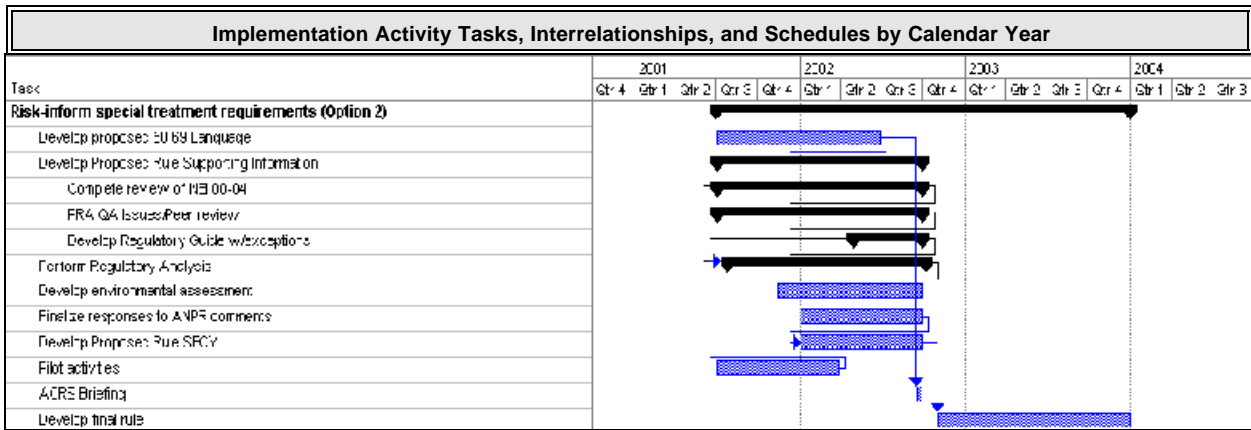 Implementation Activity Tasks, Interrelationships, and Schedules by Calendar Year
2001 2002 2003 2004
Task Qtr 4 Qtr 1 Qtr 2 Qtr 3 Qtr 4 Qtr 1 Qtr 2 Qtr 3 Qtr 4 Qtr 1 Qtr 2 Qtr 3 Qtr 4 Qtr 1 Qtr 2 Qtr 3
Risk-inform special treatment requirements (Option 2)
Develop proposed 50.69 Language
Develop Proposed Rule Supporting Information
Complete review of NEI 00-04
PRA QA Issues/Peer review
Develop Regulatory Guide w/exceptions
Perform Regulatory Analysis
Develop environmental assessment
Finalize responses to ANPR comments
Develop Proposed Rule SECY
Pilot activities
ACRS Briefing
Develop final rule